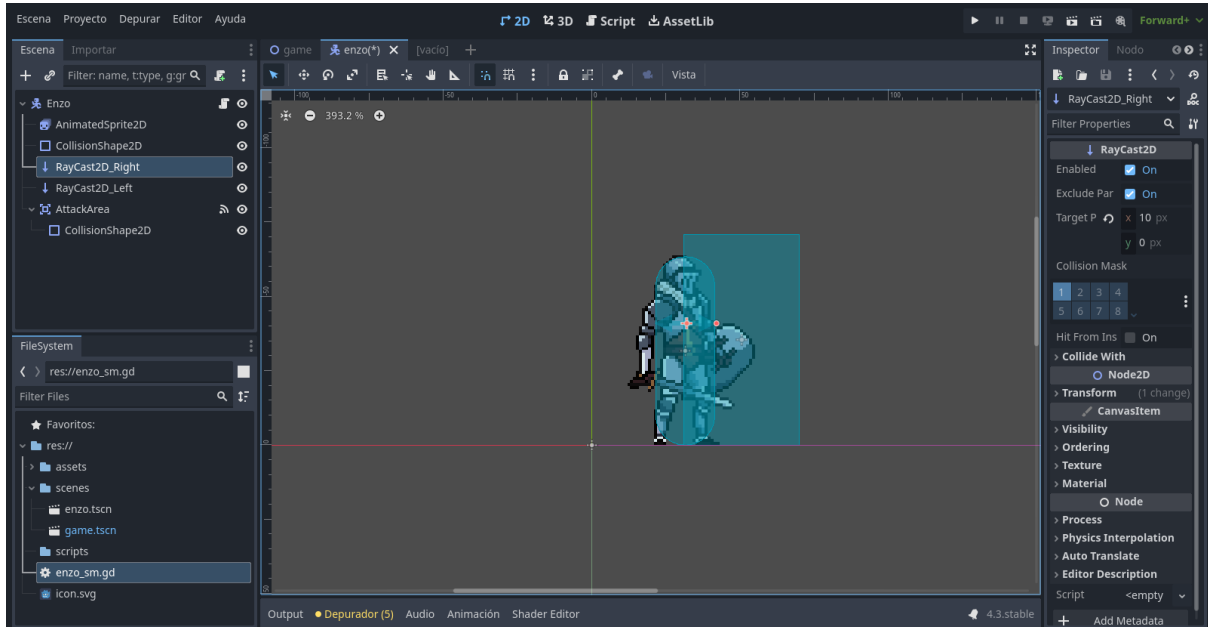 Escena Proyecto Depurar Editor Ayuda
2D 3D Script AssetLib
Forward+
Escena Importar
game enzo(*) [vacío]
Inspector Nodo
Filter: name, t:type, g:gr
Vista
Enzo
AnimatedSprite2D
CollisionShape2D
RayCast2D_Right
RayCast2D_Left
AttackArea
CollisionShape2D
-100 -50 0 50 100
393.2 %
-100
-50
0
50
RayCast2D_Right
Filter Properties
RayCast2D
Enabled On
Exclude Par On
Target P x 10 px
y 0 px
Collision Mask
1 2 3 4
5 6 7 8
Hit From Ins On
Collide With
Node2D
Transform (1 change)
CanvasItem
Visibility
Ordering
Texture
Material
Node
Process
Physics Interpolation
Auto Translate
Editor Description
Script <empty
Add Metadata
FileSystem
res://enzo_sm.gd
Filter Files
Favoritos:
res://
assets
scenes
enzo.tscn
game.tscn
scripts
enzo_sm.gd
icon.svg
Output Depurador (5) Audio Animación Shader Editor
4.3.stable